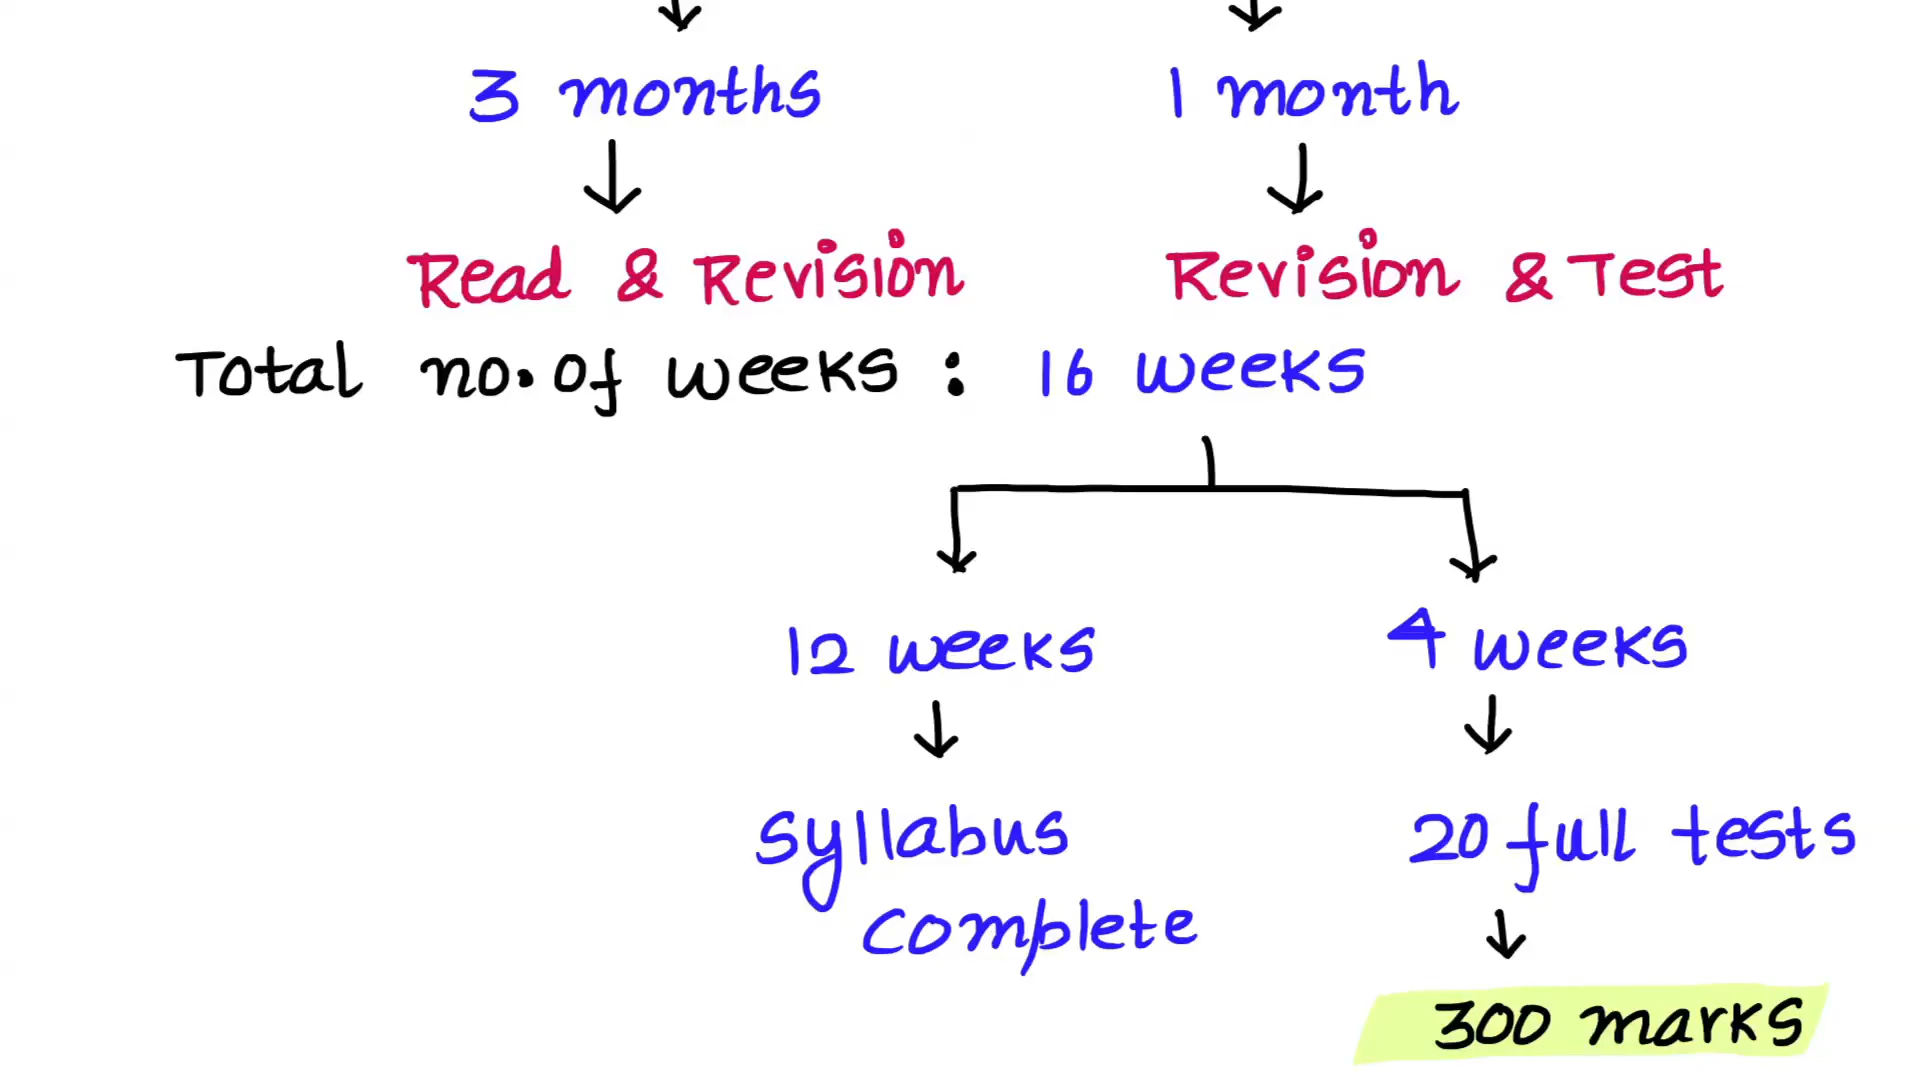 3 months 1 month
Read & Revision Revision & Test
Total no. of weeks : 16 weeks
12 weeks 4 weeks
syllabus 20 full tests
complete
300 marks